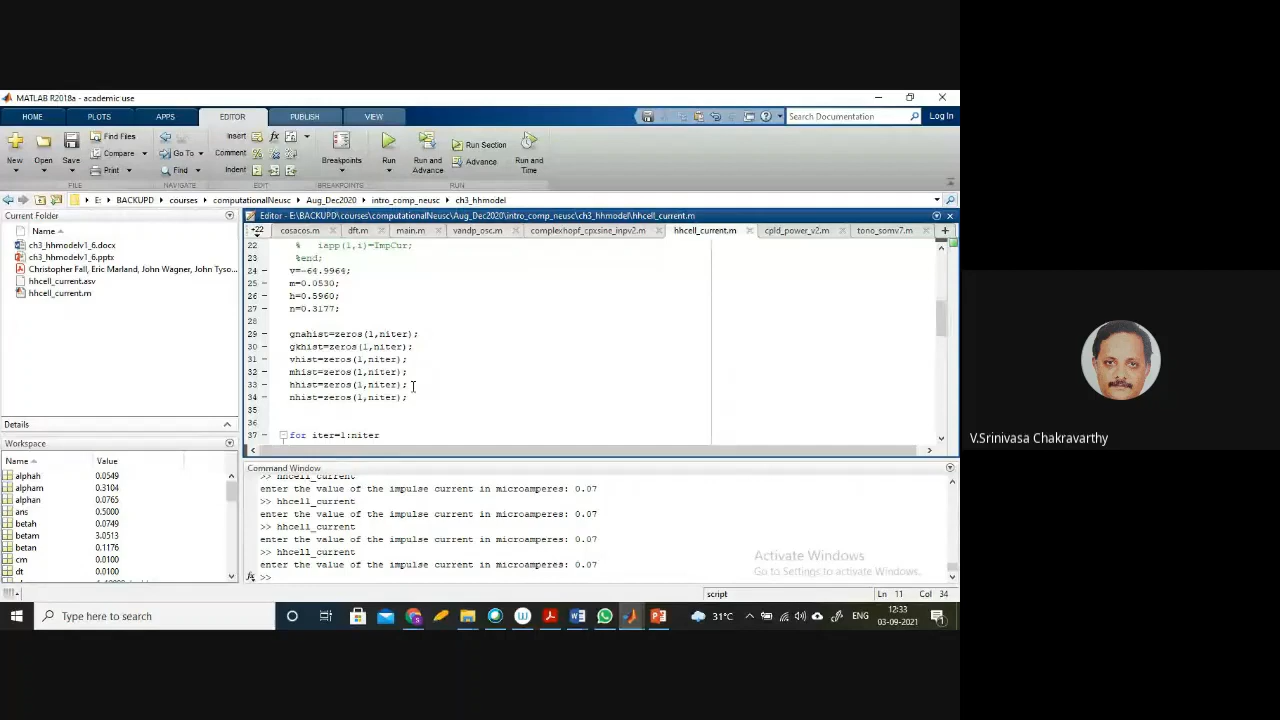 MATLAB R2018a - academic use
HOME PLOTS APPS EDITOR PUBLISH VIEW
Search Documentation
Log In
New
Open
Save
Find Files
Compare
Print
Go To
Find
Insert
Comment
Indent
Breakpoints
Run
Run and Advance
Run Section
Advance
Run and Time
FILE NAVIGATE EDIT BREAKPOINTS RUN
E: BACKUPD courses computationalNeusc Aug_Dec2020 intro_comp_neusc ch3_hhmodel
Current Folder
Name
ch3_hhmodelv1_6.docx
ch3_hhmodelv1_6.pptx
Christopher Fall, Eric Marland, John Wagner, John Tyso...
hhcell_current.asv
hhcell_current.m
Details
Workspace
Name Value
alphah 0.0549
alpham 0.3104
alphan 0.0765
ans 0.5000
betah 0.0749
betam 3.0513
betan 0.1176
cm 0.0100
dt 0.0100
Editor - E:\BACKUPD\courses\computationalNeusc\Aug_Dec2020\intro_comp_neusc\ch3_hhmodel\hhcell_current.m
+22 cosacos.m dft.m main.m vandp_osc.m complexhopf_cpxsine_inpv2.m hhcell_current.m cpld_power_v2.m tono_somv7.m
22 % iapp(1,i)=ImpCur;
23 %end;
24 - v=-64.9964;
25 - m=0.0530;
26 - h=0.5960;
27 - n=0.3177;
28
29 - gnahist=zeros(1,niter);
30 - gkhist=zeros(1,niter);
31 - vhist=zeros(1,niter);
32 - mhist=zeros(1,niter);
33 - hhist=zeros(1,niter);
34 - nhist=zeros(1,niter);
35
36
37 - for iter=1:niter
Command Window
>> hhcell_current
enter the value of the impulse current in microamperes: 0.07
>> hhcell_current
enter the value of the impulse current in microamperes: 0.07
>> hhcell_current
enter the value of the impulse current in microamperes: 0.07
>> hhcell_current
enter the value of the impulse current in microamperes: 0.07
fx >>
Activate Windows
Go to Settings to activate Windows.
script Ln 11 Col 34
Type here to search
31°C
ENG
12:33
03-09-2021
V.Srinivasa Chakravarthy